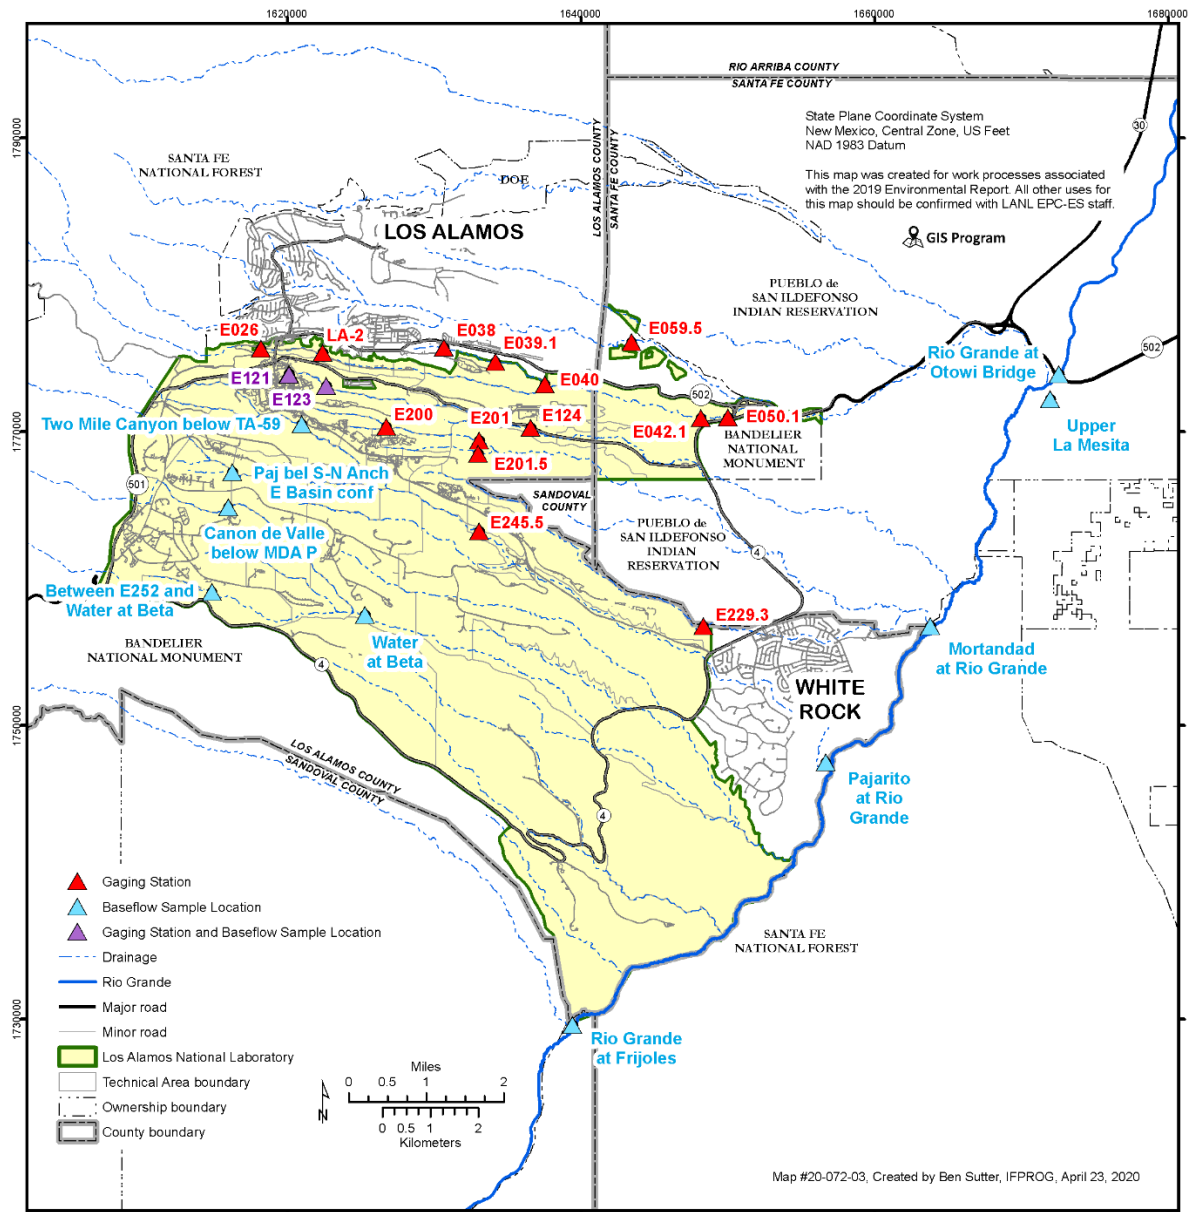 1620000
1640000
1660000
1680000
1790000
1770000
1750000
1730000
RIO ARRIBA COUNTY
SANTA FE COUNTY
LOS ALAMOS COUNTY
SANTA FE COUNTY
30
State Plane Coordinate System
New Mexico, Central Zone, US Feet
NAD 1983 Datum
This map was created for work processes associated
with the 2019 Environmental Report. All other uses for
this map should be confirmed with LANL EPC-ES staff.
GIS Program
SANTA FE
NATIONAL FOREST
DOE
LOS ALAMOS
PUEBLO de
SAN ILDEFONSO
INDIAN RESERVATION
E026
LA-2
E038
E039.1
E059.5
E040
Rio Grande at
Otowi Bridge
502
E121
E123
502
Upper
La Mesita
Two Mile Canyon below TA-59
E200
E201
E124
E201.5
E042.1
E050.1
BANDELIER
NATIONAL
MONUMENT
501
Paj bel S-N Anch
E Basin conf
SANDOVAL
COUNTY
Canon de Valle
below MDA P
E245.5
PUEBLO de
SAN ILDEFONSO
INDIAN
RESERVATION
4
Between E252 and
Water at Beta
E229.3
Water
at Beta
BANDELIER
NATIONAL MONUMENT
4
Mortandad
at Rio Grande
WHITE
ROCK
LOS ALAMOS COUNTY
SANDOVAL COUNTY
Pajarito
at Rio
Grande
4
SANTA FE
NATIONAL FOREST
Gaging Station
Baseflow Sample Location
Gaging Station and Baseflow Sample Location
Drainage
Rio Grande
Major road
Minor road
Los Alamos National Laboratory
Technical Area boundary
Ownership boundary
County boundary
Rio Grande
at Frijoles
N
Miles
0 0.5 1 2
0 0.5 1 2
Kilometers
Map #20-072-03, Created by Ben Sutter, IFPROG, April 23, 2020